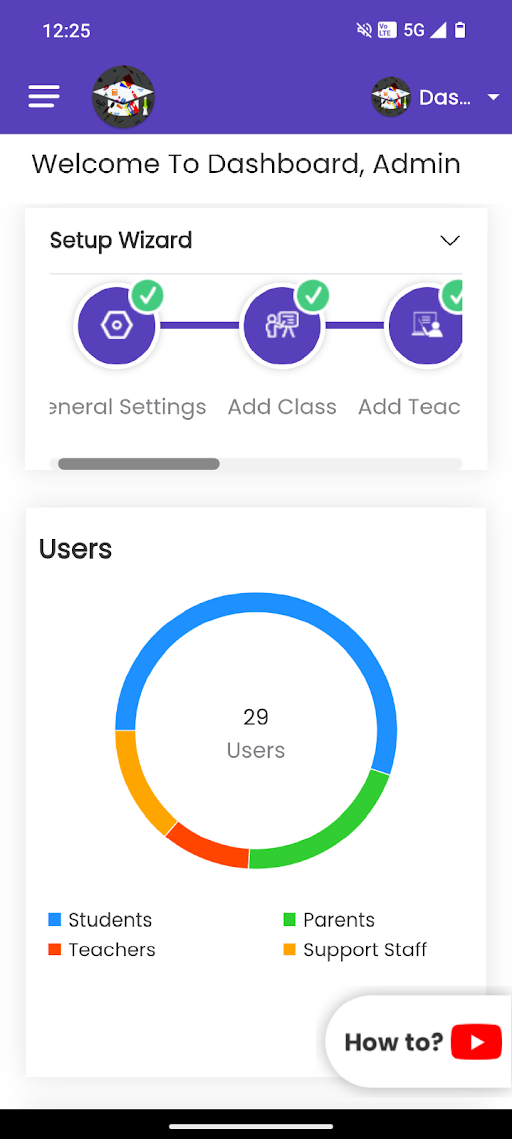 12:25
Vo LTE 5G
Das...
Welcome To Dashboard, Admin
Setup Wizard
eneral Settings Add Class Add Teac
Users
29
Users
Students Parents
Teachers Support Staff
How to?